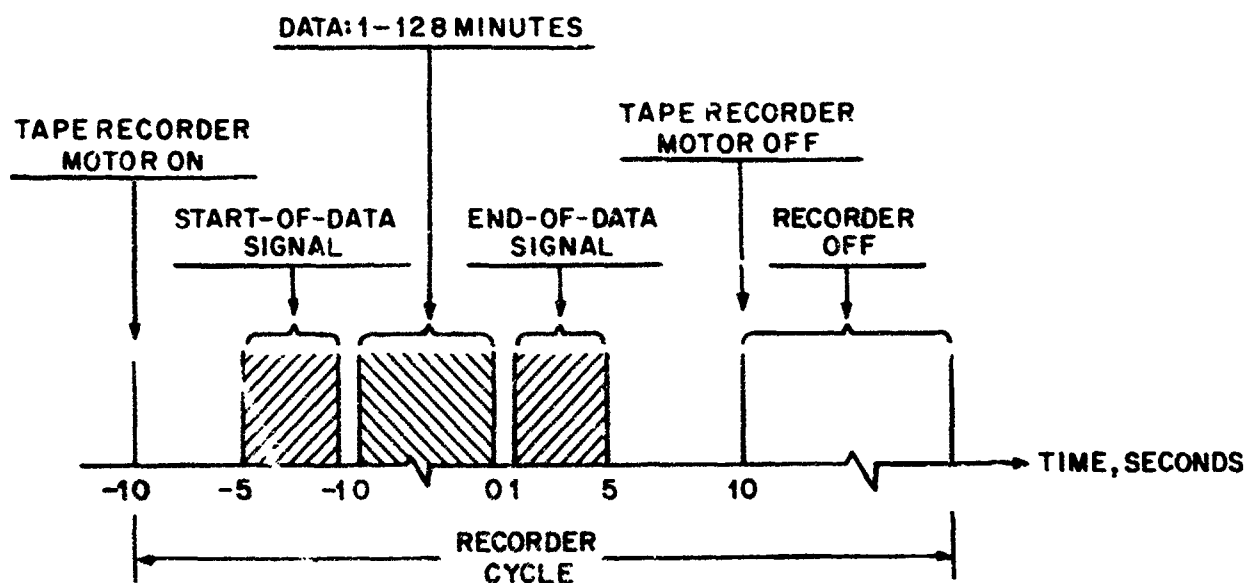 DATA: 1-128 MINUTES
TAPE RECORDER
MOTOR ON
TAPE RECORDER
MOTOR OFF
START-OF-DATA
SIGNAL
END-OF-DATA
SIGNAL
RECORDER
OFF
-10 -5 -1 0 0 1 5 10
TIME, SECONDS
RECORDER
CYCLE